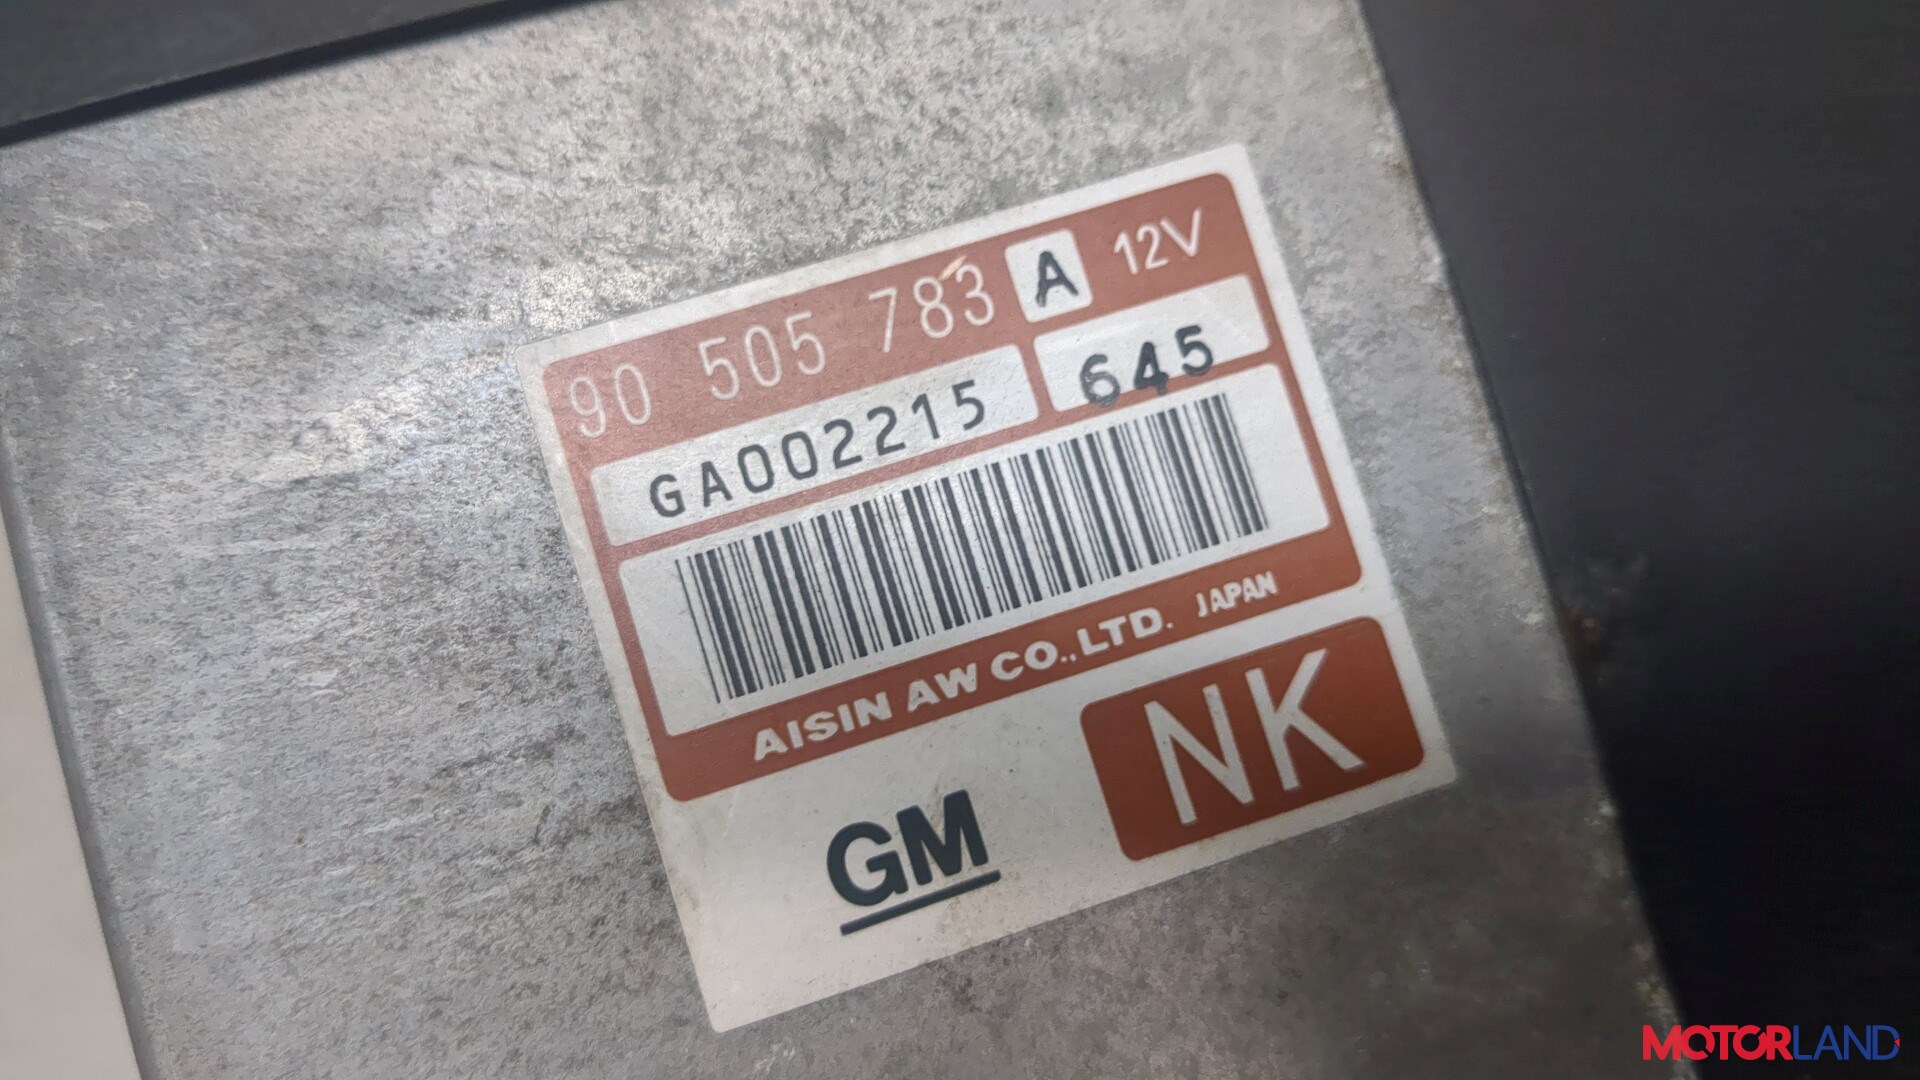 90 505 783 A 12V
GA002215 645
AISIN AW CO.,LTD. JAPAN
GM NK
MOTORLAND